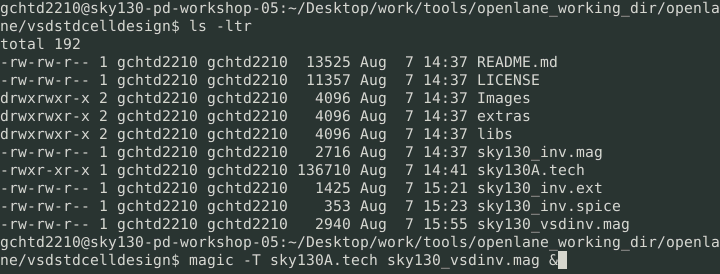 gchtd2210@sky130-pd-workshop-05:~/Desktop/work/tools/openlane_working_dir/openla
ne/vsdstdcelldesign$ ls -ltr
total 192
-rw-rw-r-- 1 gchtd2210 gchtd2210  13525 Aug  7 14:37 README.md
-rw-rw-r-- 1 gchtd2210 gchtd2210  11357 Aug  7 14:37 LICENSE
drwxrwxr-x 2 gchtd2210 gchtd2210   4096 Aug  7 14:37 Images
drwxrwxr-x 2 gchtd2210 gchtd2210   4096 Aug  7 14:37 extras
drwxrwxr-x 2 gchtd2210 gchtd2210   4096 Aug  7 14:37 libs
-rw-rw-r-- 1 gchtd2210 gchtd2210   2716 Aug  7 14:37 sky130_inv.mag
-rwxr-xr-x 1 gchtd2210 gchtd2210 136710 Aug  7 14:41 sky130A.tech
-rw-rw-r-- 1 gchtd2210 gchtd2210   1425 Aug  7 15:21 sky130_inv.ext
-rw-rw-r-- 1 gchtd2210 gchtd2210    353 Aug  7 15:23 sky130_inv.spice
-rw-rw-r-- 1 gchtd2210 gchtd2210   2940 Aug  7 15:55 sky130_vsdinv.mag
gchtd2210@sky130-pd-workshop-05:~/Desktop/work/tools/openlane_working_dir/openla
ne/vsdstdcelldesign$ magic -T sky130A.tech sky130_vsdinv.mag &